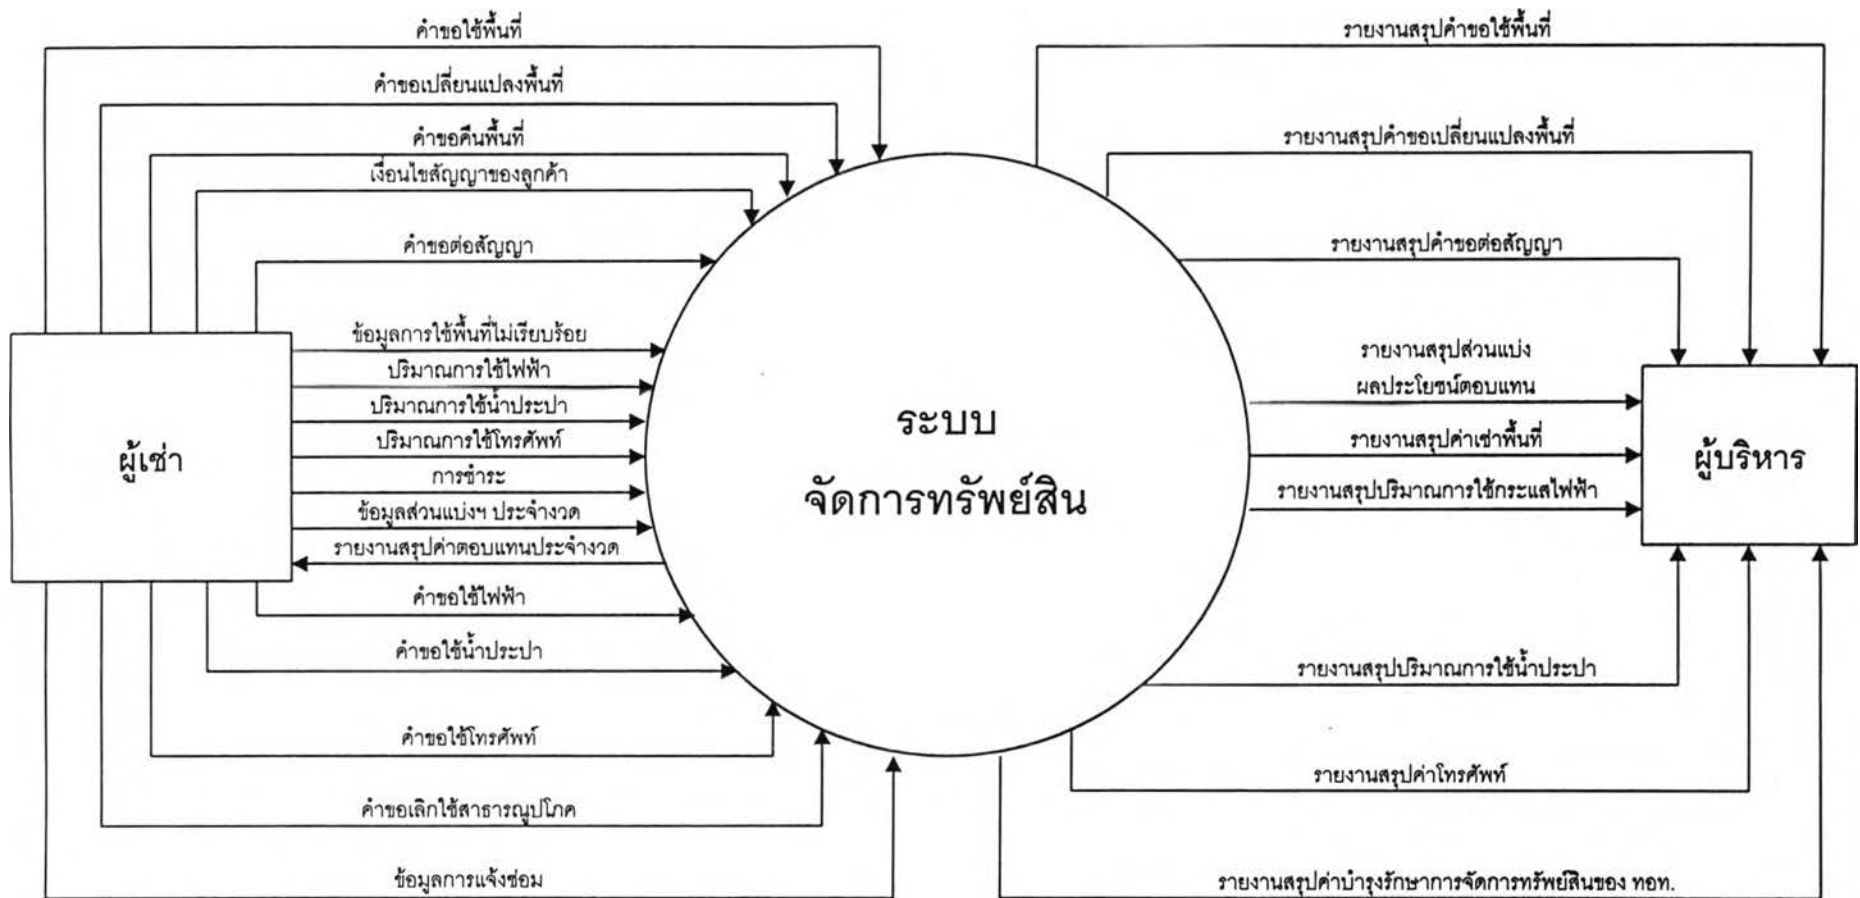 คำขอใช้พื้นที่
คำขอเปลี่ยนแปลงพื้นที่
คำขอคืนพื้นที่
เงื่อนไขสัญญาของลูกค้า
คำขอต่อสัญญา
ข้อมูลการใช้พื้นที่ไม่เรียบร้อย
ปริมาณการใช้ไฟฟ้า
ปริมาณการใช้น้ำประปา
ปริมาณการใช้โทรศัพท์
การชำระ
ข้อมูลส่วนแบ่งฯ ประจำงวด
รายงานสรุปค่าตอบแทนประจำงวด
คำขอใช้ไฟฟ้า
คำขอใช้น้ำประปา
คำขอใช้โทรศัพท์
คำขอเลิกใช้สาธารณูปโภค
ข้อมูลการแจ้งซ่อม
ผู้เช่า
ระบบ
จัดการทรัพย์สิน
รายงานสรุปคำขอใช้พื้นที่
รายงานสรุปคำขอเปลี่ยนแปลงพื้นที่
รายงานสรุปคำขอต่อสัญญา
รายงานสรุปส่วนแบ่ง
ผลประโยชน์ตอบแทน
รายงานสรุปค่าเช่าพื้นที่
รายงานสรุปปริมาณการใช้กระแสไฟฟ้า
รายงานสรุปปริมาณการใช้น้ำประปา
รายงานสรุปค่าโทรศัพท์
รายงานสรุปค่าบำรุงรักษาการจัดการทรัพย์สินของ ทอท.
ผู้บริหาร